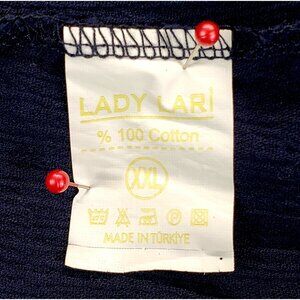 LADY LARİ
% 100 Cotton
XXL
MADE IN TÜRKİYE